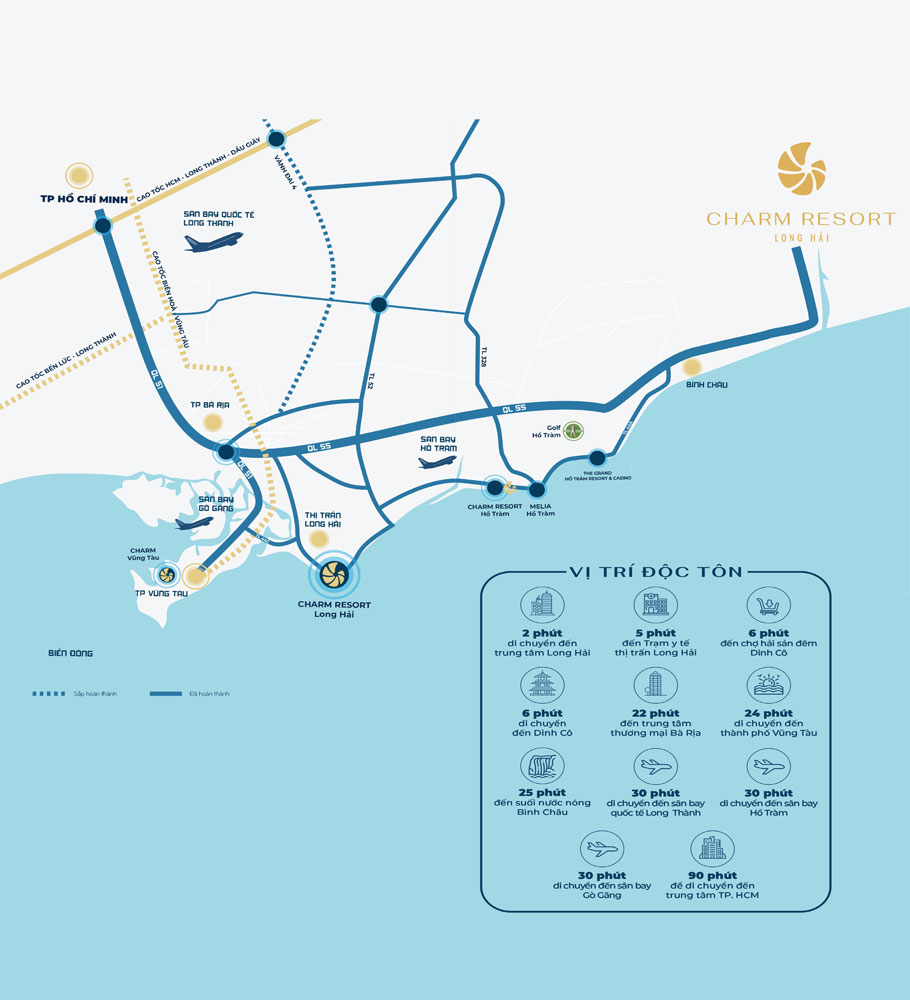 TP HỒ CHÍ MINH
CAO TỐC HCM - LONG THÀNH - DẦU GIÂY
VÀNH ĐAI 4
SÂN BAY QUỐC TẾ
LONG THÀNH
CHARM RESORT
LONG HẢI
CAO TỐC BIÊN HOÀ - VŨNG TÀU
CAO TỐC BẾN LỨC - LONG THÀNH
QL 51
TL 52
TL 328
BÌNH CHÂU
TP BÀ RỊA
QL 55
QL 55
QL 51
Golf
Hồ Tràm
SÂN BAY
HỒ TRÀM
THE GRAND
HỒ TRÀM RESORT & CASINO
SÂN BAY
GÒ GĂNG
THỊ TRẤN
LONG HẢI
CHARM RESORT
Hồ Tràm
MELIA
Hồ Tràm
CHARM
Vũng Tàu
TP VŨNG TÀU
CHARM RESORT
Long Hải
BIỂN ĐÔNG
Sắp hoàn thành
Đã hoàn thành
VỊ TRÍ ĐỘC TÔN
2 phút
di chuyển đến
trung tâm Long Hải
5 phút
đến Trạm y tế
thị trấn Long Hải
6 phút
đến chợ hải sản đêm
Dinh Cô
6 phút
di chuyển
đến Dinh Cô
22 phút
đến trung tâm
thương mại Bà Rịa
24 phút
di chuyển đến
thành phố Vũng Tàu
25 phút
đến suối nước nóng
Bình Châu
30 phút
di chuyển đến sân bay
quốc tế Long Thành
30 phút
di chuyển đến sân bay
Hồ Tràm
30 phút
di chuyển đến sân bay
Gò Găng
90 phút
để di chuyển đến
trung tâm TP. HCM